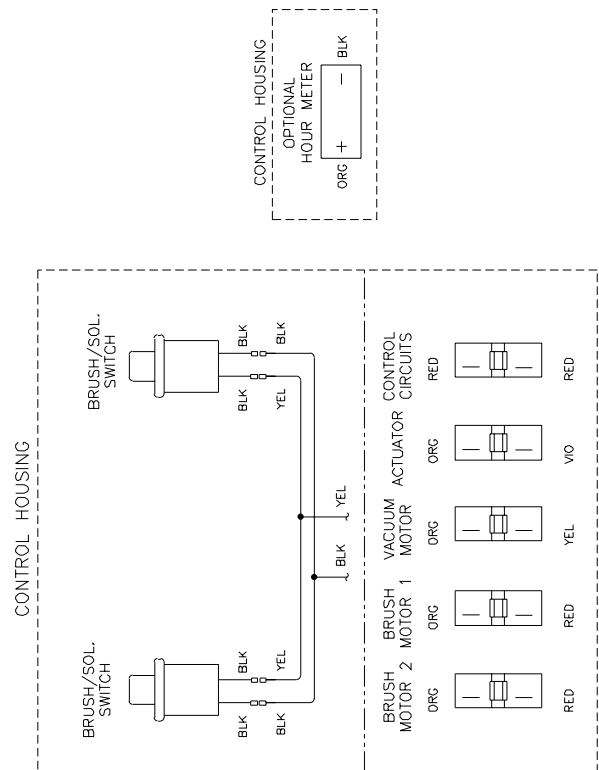 CONTROL HOUSING
OPTIONAL
HOUR METER
ORG
+
−
BLK
CONTROL HOUSING
BRUSH/SOL.
SWITCH
BLK
BLK
BLK
YEL
BRUSH/SOL.
SWITCH
BLK
YEL
BLK
BLK
BLK
YEL
BRUSH
MOTOR 2
ORG
RED
BRUSH
MOTOR 1
ORG
RED
VACUUM
MOTOR
ORG
YEL
ACTUATOR
ORG
VIO
CONTROL
CIRCUITS
RED
RED